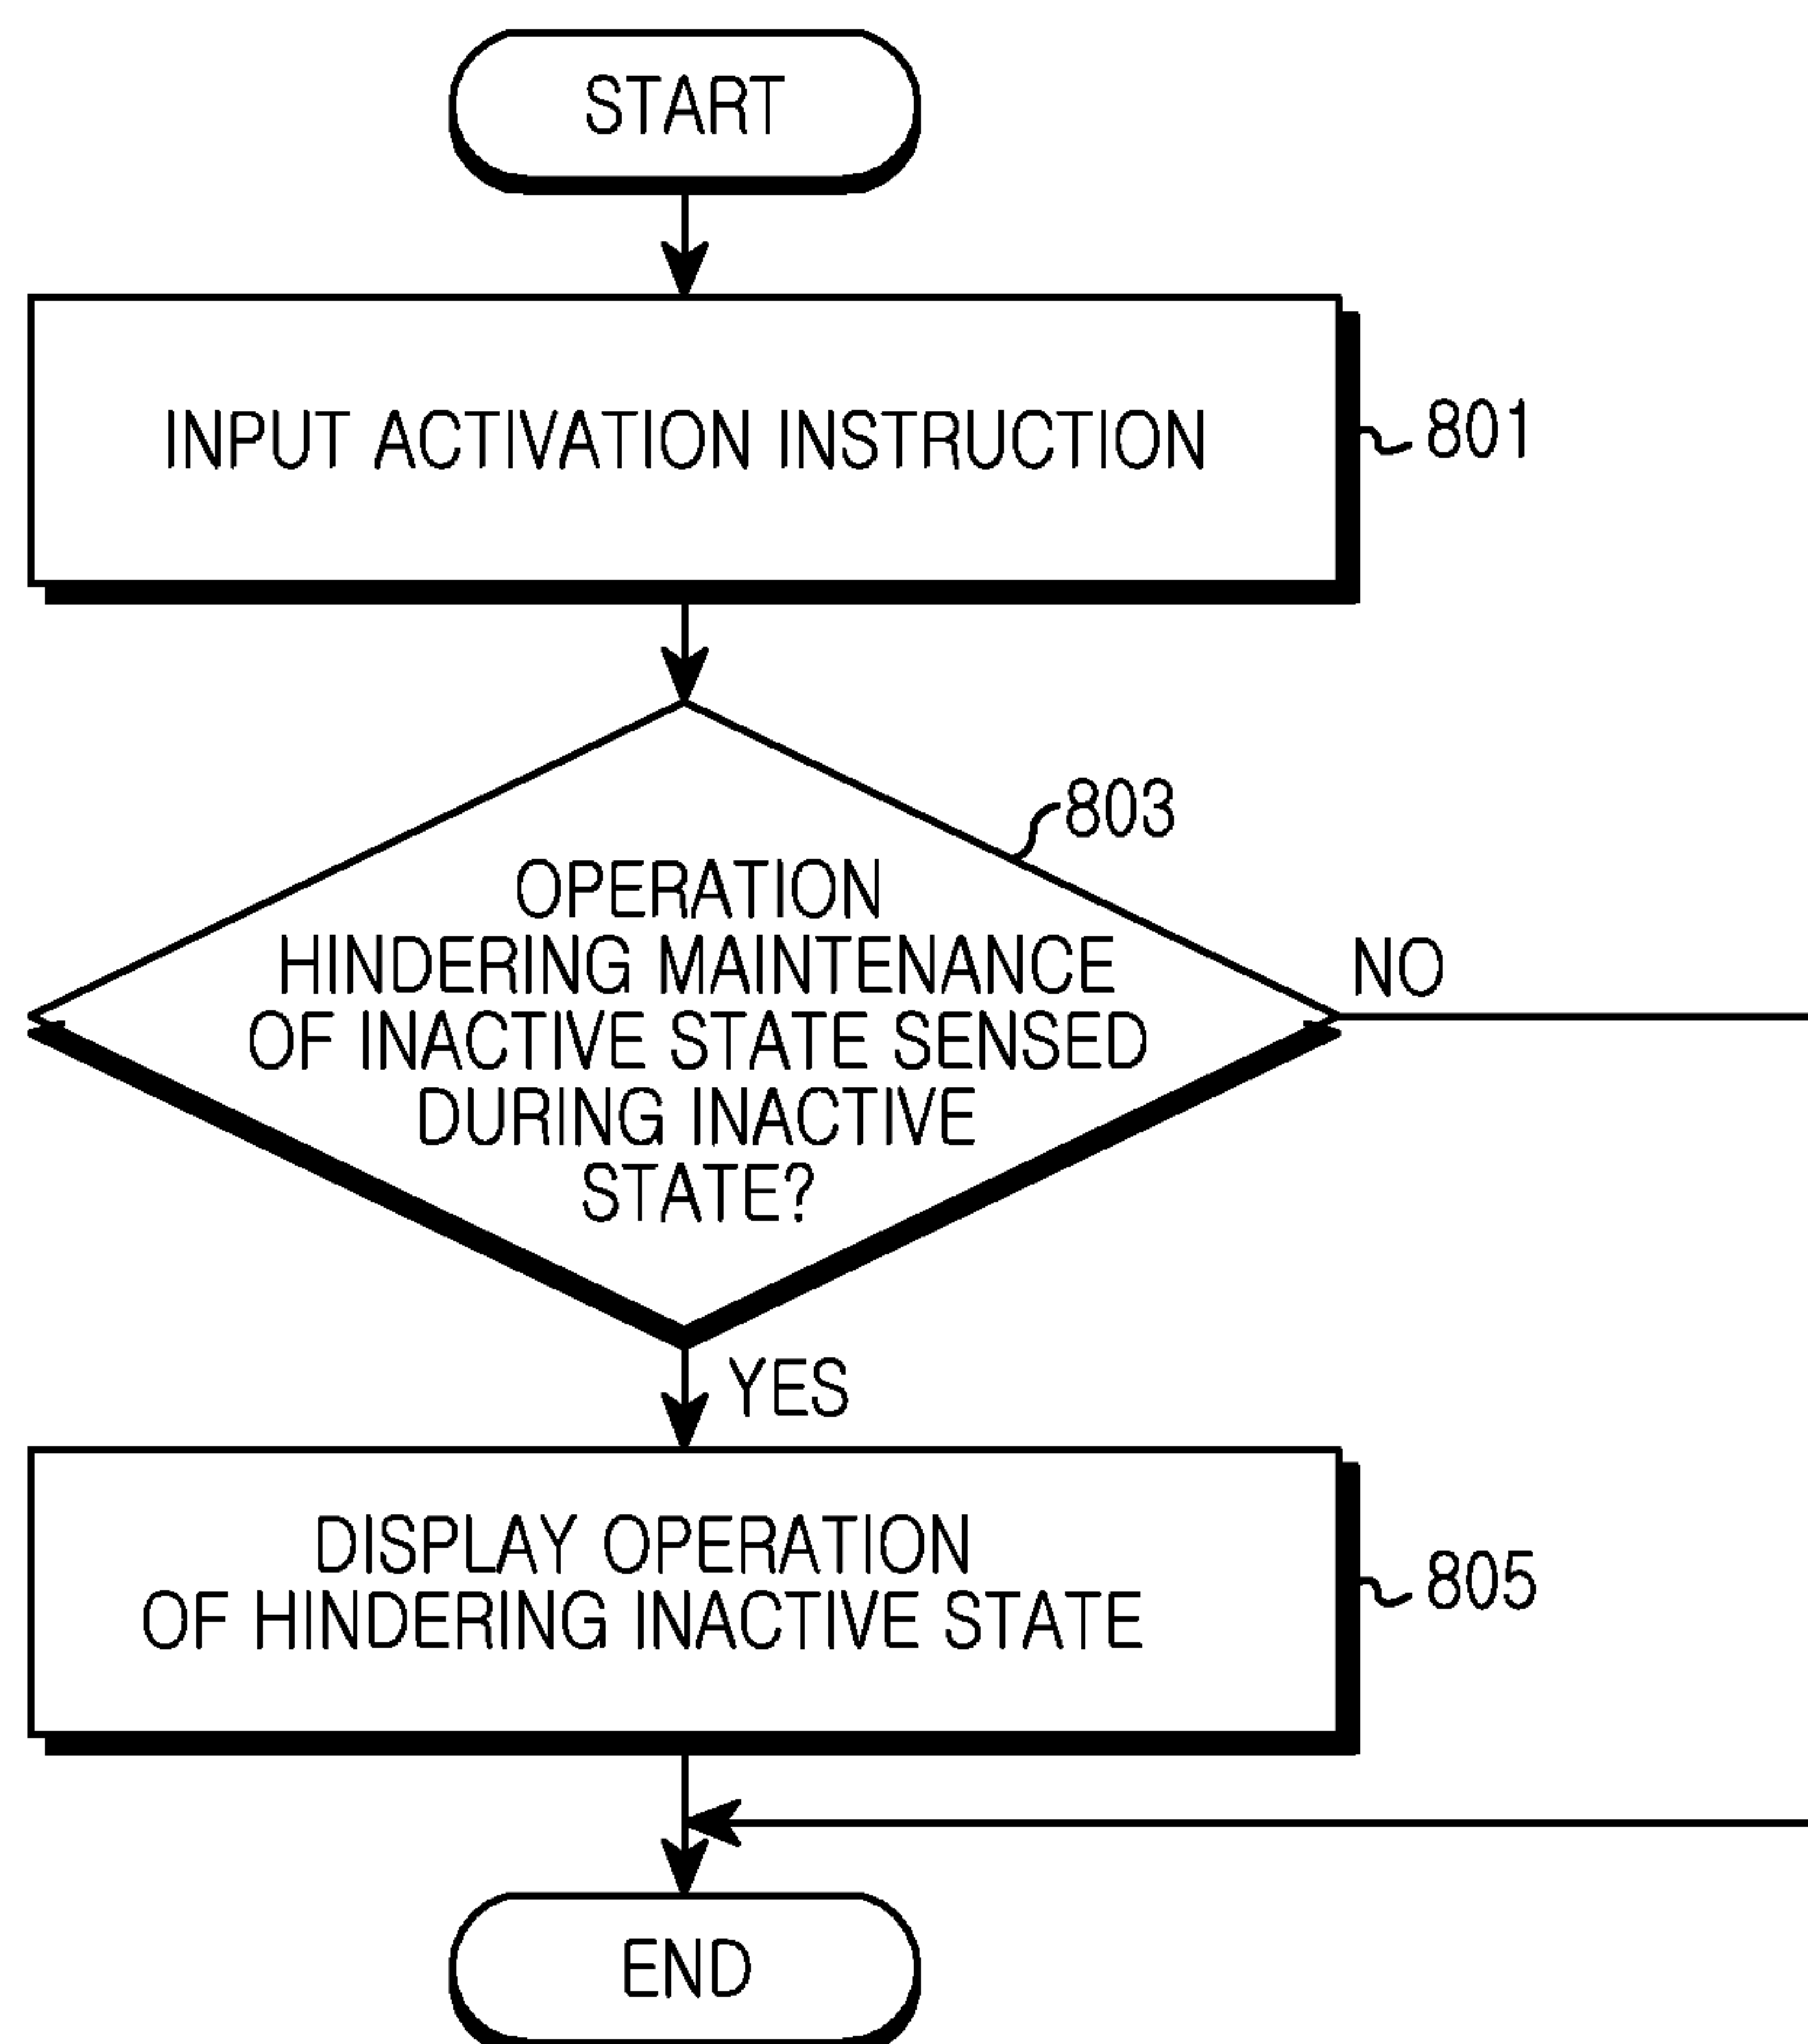 START
INPUT ACTIVATION INSTRUCTION
801
803
OPERATION
HINDERING MAINTENANCE
OF INACTIVE STATE SENSED
DURING INACTIVE
STATE?
NO
YES
DISPLAY OPERATION
OF HINDERING INACTIVE STATE
805
END